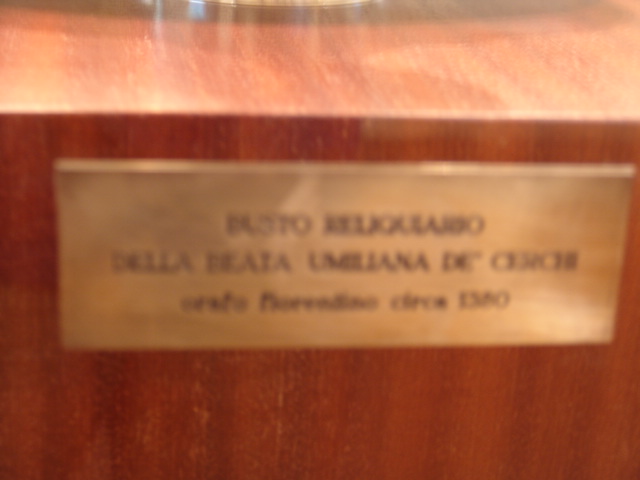 BUSTO RELIQUIARIO
DELLA BEATA UMILIANA DE' CERCHI
orafo fiorentino circa 1380